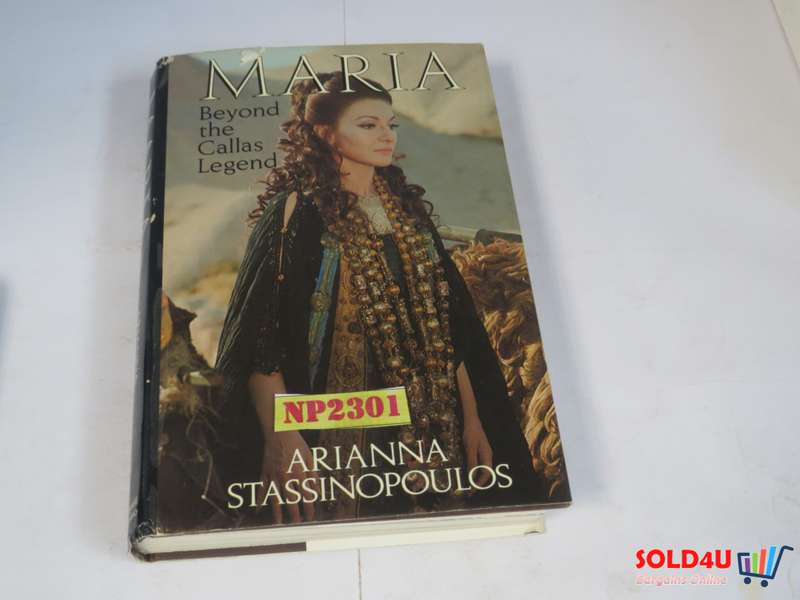 MARIA
Beyond
the
Callas
Legend
NP2301
ARIANNA
STASSINOPOULOS
SOLD4U
Bargains Online